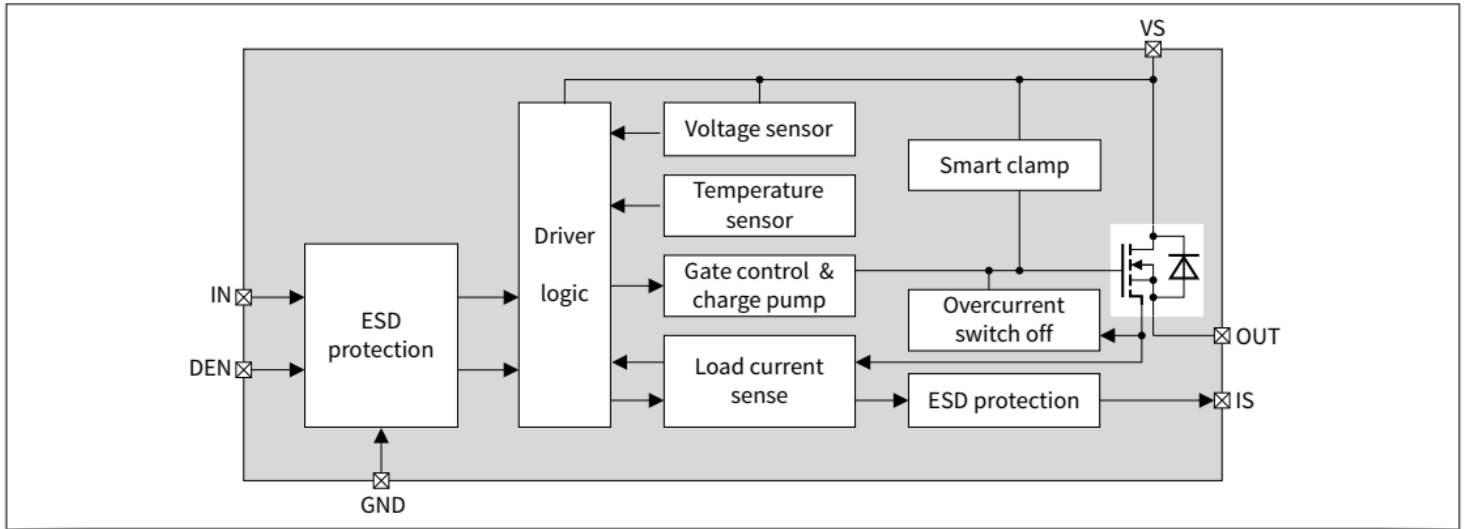 VS
Voltage sensor
Smart clamp
Temperature
sensor
Driver
logic
Gate control &
charge pump
IN
ESD
protection
Overcurrent
switch off
OUT
DEN
Load current
sense
ESD protection
IS
GND